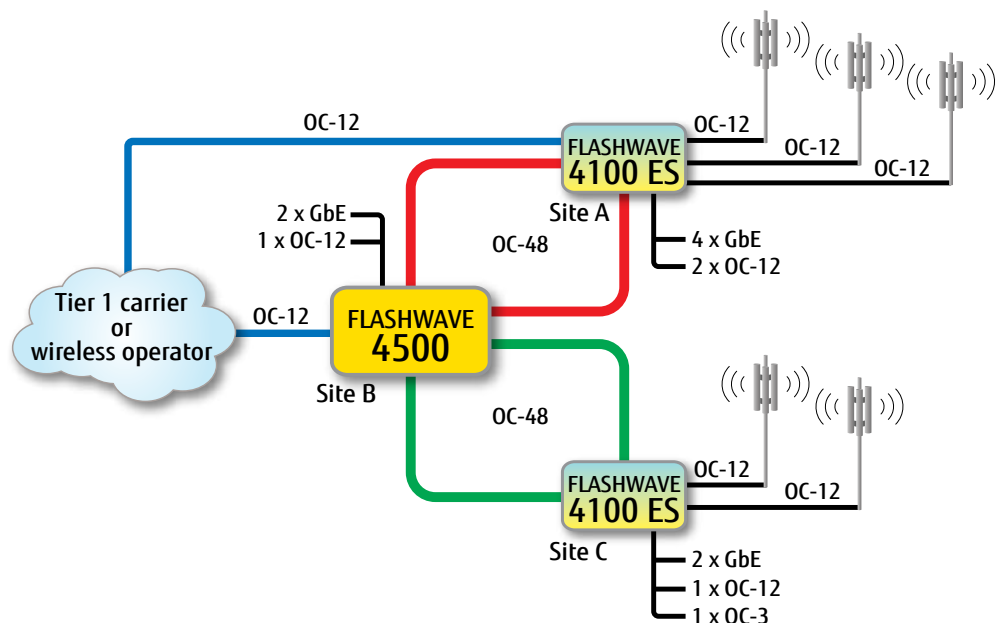 OC-12
FLASHWAVE
4100 ES
Site A
OC-12
OC-12
OC-12
4 x GbE
2 x OC-12
2 x GbE
1 x OC-12
OC-48
Tier 1 carrier
or
wireless operator
OC-12
FLASHWAVE
4500
Site B
OC-48
FLASHWAVE
4100 ES
Site C
OC-12
OC-12
2 x GbE
1 x OC-12
1 x OC-3